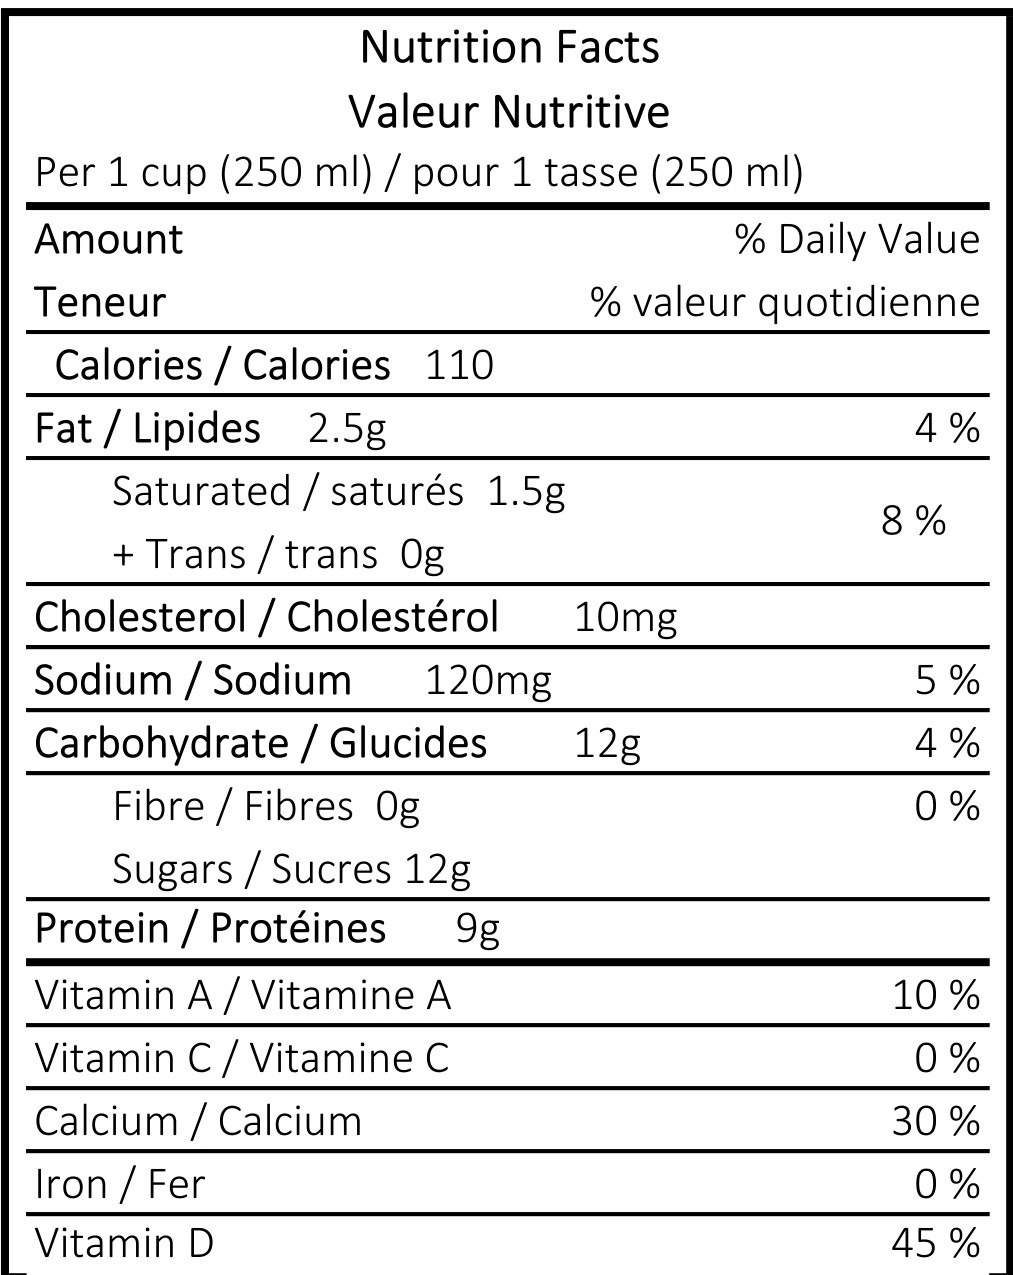 Nutrition Facts
Valeur Nutritive
Per 1 cup (250 ml) / pour 1 tasse (250 ml)
Amount % Daily Value
Teneur % valeur quotidienne
Calories / Calories 110
Fat / Lipides 2.5g 4 %
Saturated / saturés 1.5g
8 %
+ Trans / trans 0g
Cholesterol / Cholestérol 10mg
Sodium / Sodium 120mg 5 %
Carbohydrate / Glucides 12g 4 %
Fibre / Fibres 0g 0 %
Sugars / Sucres 12g
Protein / Protéines 9g
Vitamin A / Vitamine A 10 %
Vitamin C / Vitamine C 0 %
Calcium / Calcium 30 %
Iron / Fer 0 %
Vitamin D 45 %